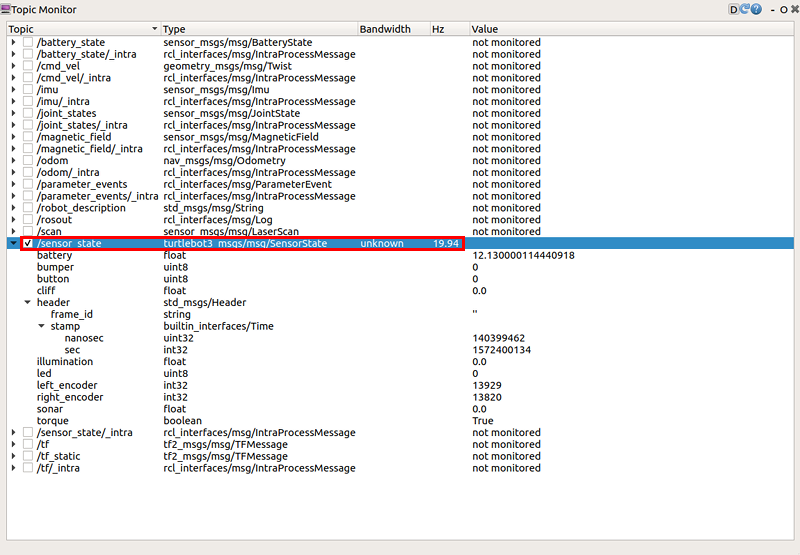 Topic Monitor D ? - O ✖
Topic Type Bandwidth Hz Value
/battery_state sensor_msgs/msg/BatteryState not monitored
/battery_state/_intra rcl_interfaces/msg/IntraProcessMessage not monitored
/cmd_vel geometry_msgs/msg/Twist not monitored
/cmd_vel/_intra rcl_interfaces/msg/IntraProcessMessage not monitored
/imu sensor_msgs/msg/Imu not monitored
/imu/_intra rcl_interfaces/msg/IntraProcessMessage not monitored
/joint_states sensor_msgs/msg/JointState not monitored
/joint_states/_intra rcl_interfaces/msg/IntraProcessMessage not monitored
/magnetic_field sensor_msgs/msg/MagneticField not monitored
/magnetic_field/_intra rcl_interfaces/msg/IntraProcessMessage not monitored
/odom nav_msgs/msg/Odometry not monitored
/odom/_intra rcl_interfaces/msg/IntraProcessMessage not monitored
/parameter_events rcl_interfaces/msg/ParameterEvent not monitored
/parameter_events/_intra rcl_interfaces/msg/IntraProcessMessage not monitored
/robot_description std_msgs/msg/String not monitored
/rosout rcl_interfaces/msg/Log not monitored
/scan sensor_msgs/msg/LaserScan not monitored
/sensor_state turtlebot3_msgs/msg/SensorState unknown 19.94
battery float 12.130000114440918
bumper uint8 0
button uint8 0
cliff float 0.0
header std_msgs/Header
frame_id string ''
stamp builtin_interfaces/Time
nanosec uint32 140399462
sec int32 1572400134
illumination float 0.0
led uint8 0
left_encoder int32 13929
right_encoder int32 13820
sonar float 0.0
torque boolean True
/sensor_state/_intra rcl_interfaces/msg/IntraProcessMessage not monitored
/tf tf2_msgs/msg/TFMessage not monitored
/tf_static tf2_msgs/msg/TFMessage not monitored
/tf/_intra rcl_interfaces/msg/IntraProcessMessage not monitored